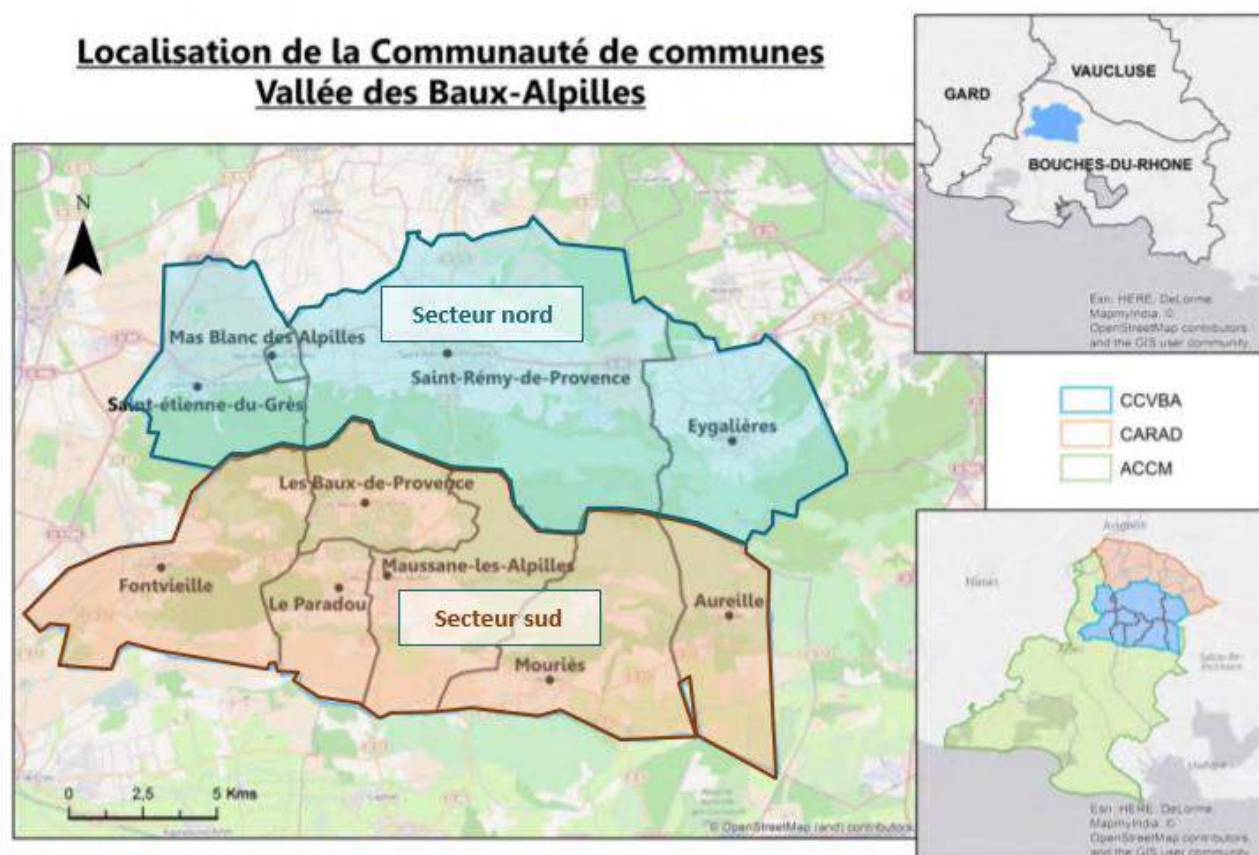 Localisation de la Communauté de communes
Vallée des Baux-Alpilles
VAUCLUSE
GARD
BOUCHES-DU-RHONE
Esri, HERE, DeLorme,
MapmyIndia, ©
OpenStreetMap contributors,
and the GIS user community
N
Secteur nord
Mas Blanc des Alpilles
Saint-Rémy-de-Provence
Saint-étienne-du-Grès
Eygalières
Les Baux-de-Provence
Maussane-les-Alpilles
Fontvieille
Le Paradou
Secteur sud
Aureille
Mouriès
0 2,5 5 Kms
© OpenStreetMap (and) contributors
CCVBA
CARAD
ACCM
Avignon
Nimes
Arles
Esri, HERE, DeLorme,
MapmyIndia, ©
OpenStreetMap contributors,
and the GIS user community